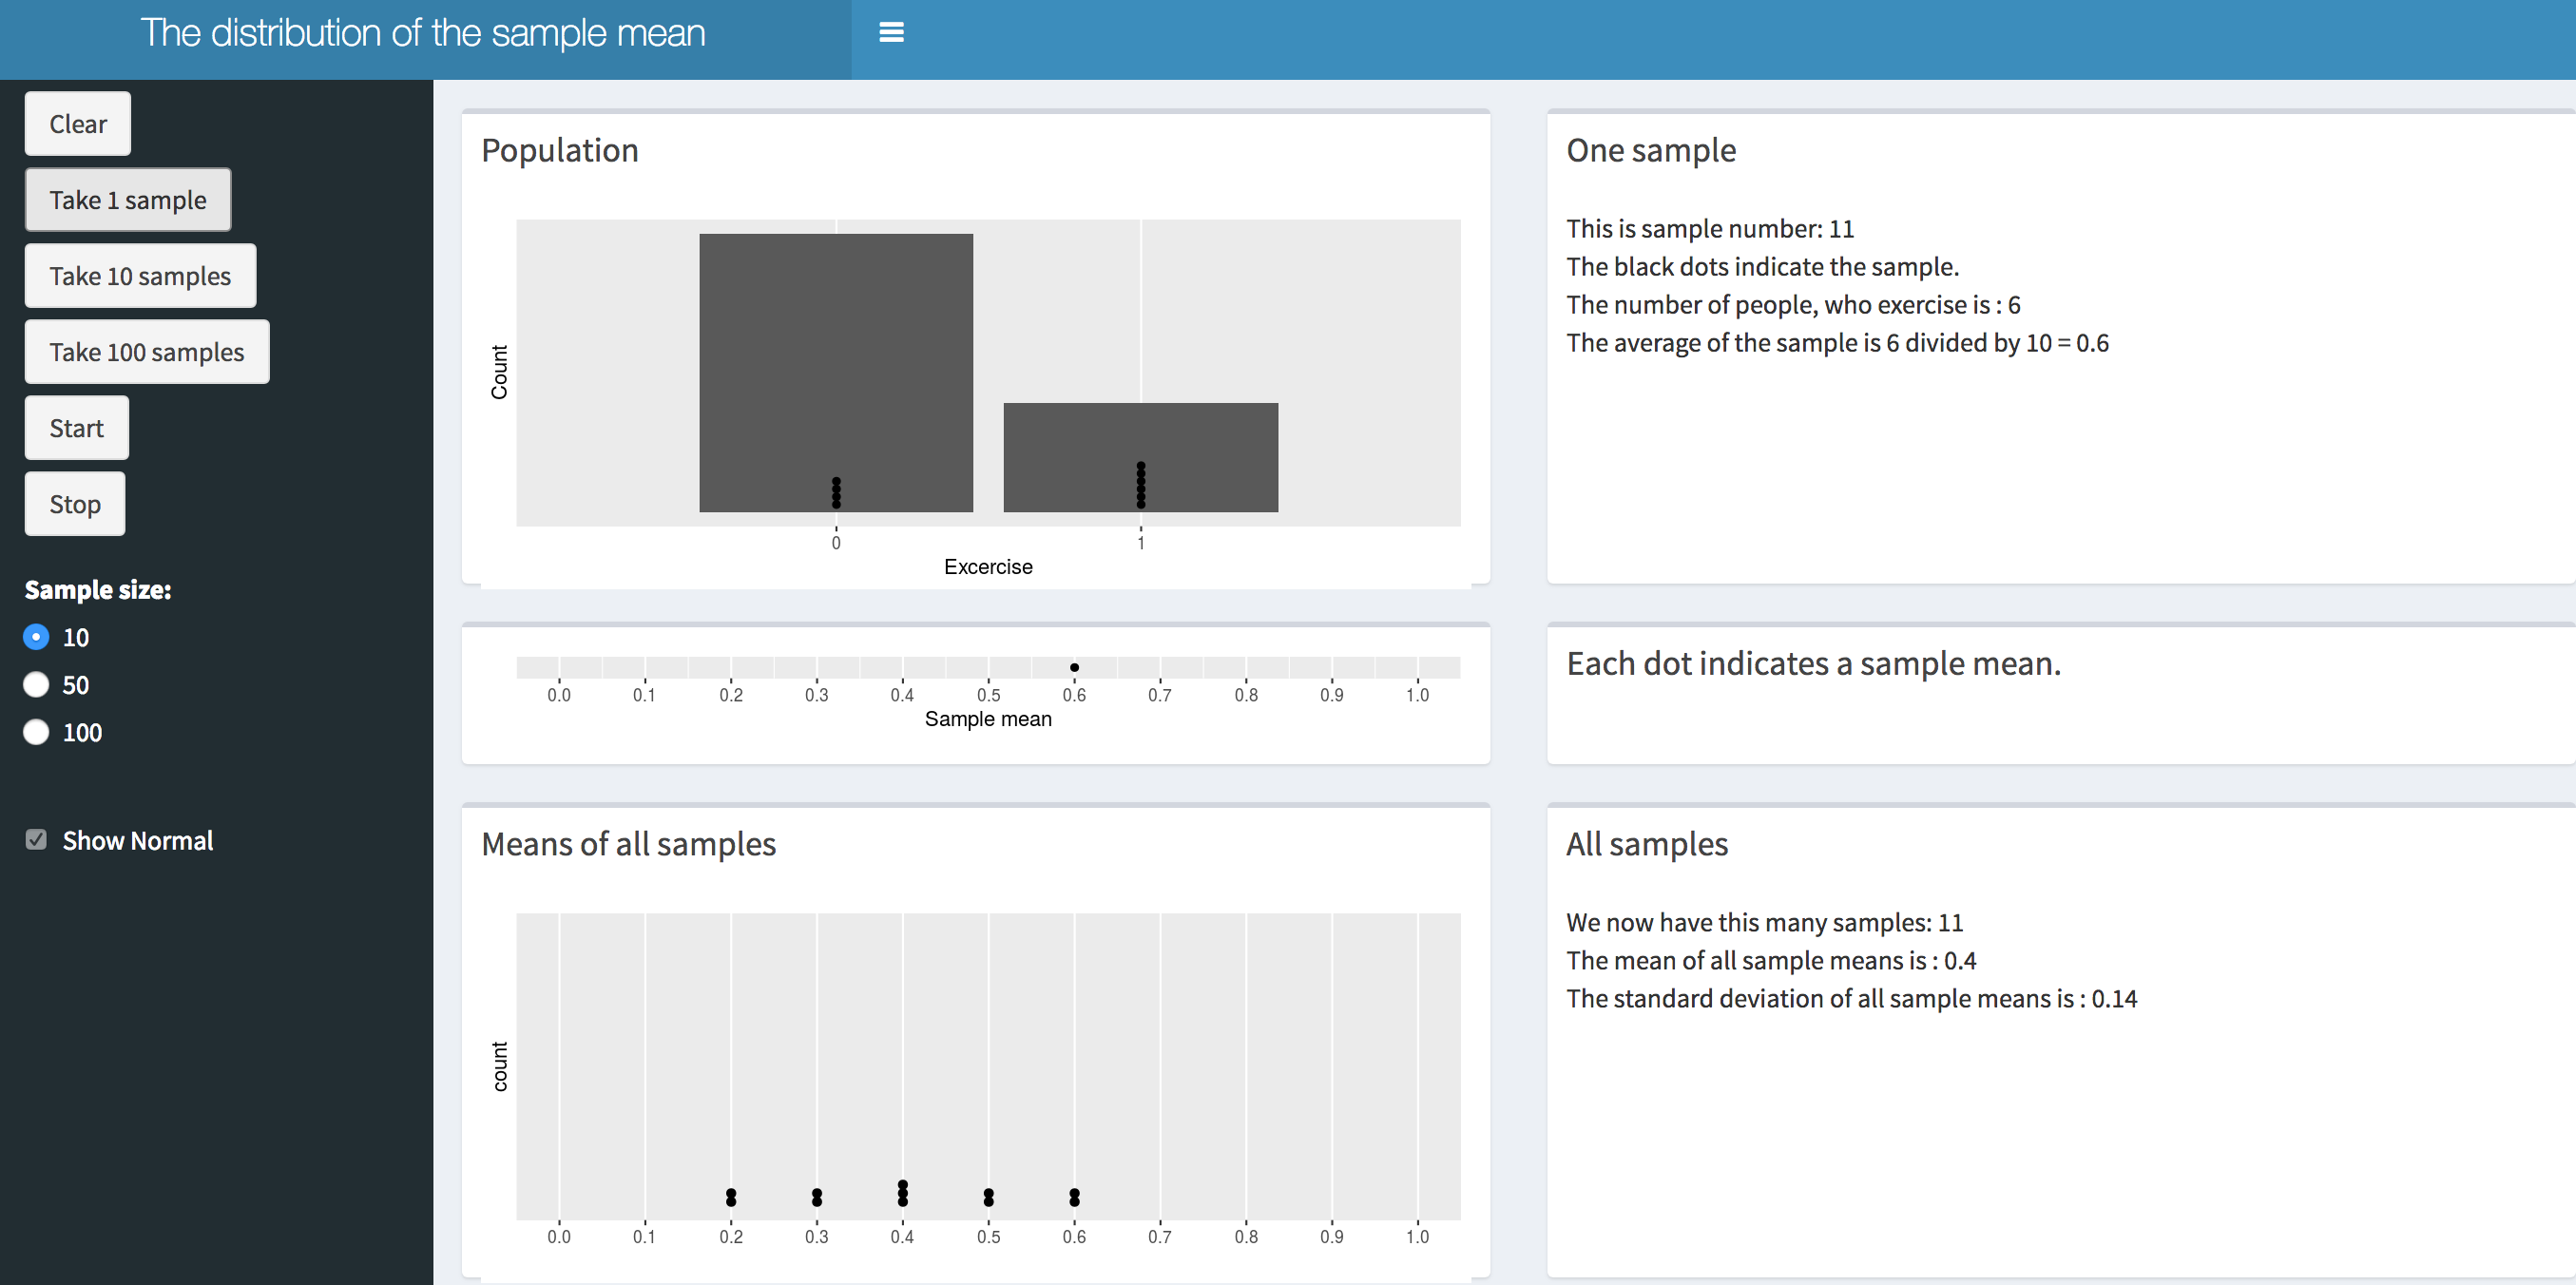 The distribution of the sample mean
Clear
Take 1 sample
Take 10 samples
Take 100 samples
Start
Stop
Sample size:
10
50
100
Show Normal
Population
Count
0 1
Excercise
One sample
This is sample number: 11
The black dots indicate the sample.
The number of people, who exercise is : 6
The average of the sample is 6 divided by 10 = 0.6
0.0 0.1 0.2 0.3 0.4 0.5 0.6 0.7 0.8 0.9 1.0
Sample mean
Each dot indicates a sample mean.
Means of all samples
count
0.0 0.1 0.2 0.3 0.4 0.5 0.6 0.7 0.8 0.9 1.0
All samples
We now have this many samples: 11
The mean of all sample means is : 0.4
The standard deviation of all sample means is : 0.14